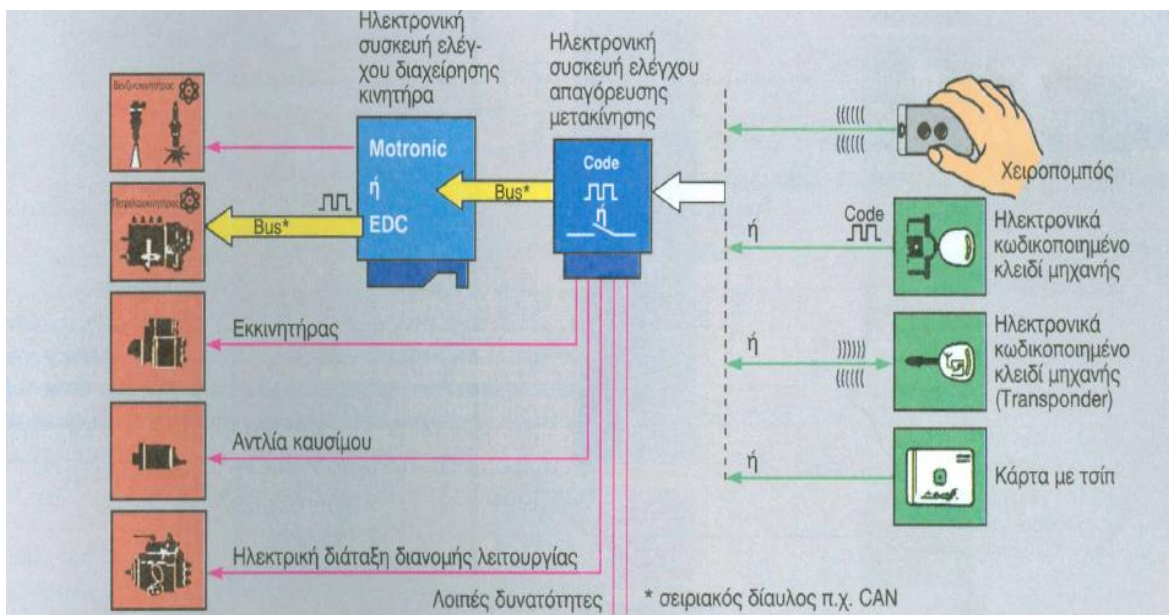 Ηλεκτρονική
συσκευή ελέγ-
χου διαχείρησης
κινητήρα
Ηλεκτρονική
συσκευή ελέγχου
απαγόρευσης
μετακίνησης
Βενζινοκινητήρας
Motronic
ή
EDC
Bus*
Code
ή
Χειροπομπός
Πετρελαιοκινητήρας
Bus*
ή
Code
Ηλεκτρονικά
κωδικοποιημένο
κλειδί μηχανής
Εκκινητήρας
ή
Ηλεκτρονικά
κωδικοποιημένο
κλειδί μηχανής
(Transponder)
Αντλία καυσίμου
ή
Κάρτα με τσίπ
Ηλεκτρική διάταξη διανομής λειτουργίας
Λοιπές δυνατότητες
* σειριακός δίαυλος π.χ. CAN